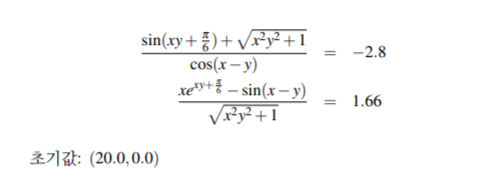 sin(xy + π/6) + √(x²y² + 1) / cos(x − y) = −2.8
xe^(xy + π/6) − sin(x − y) / √(x²y² + 1) = 1.66
초기값: (20.0, 0.0)